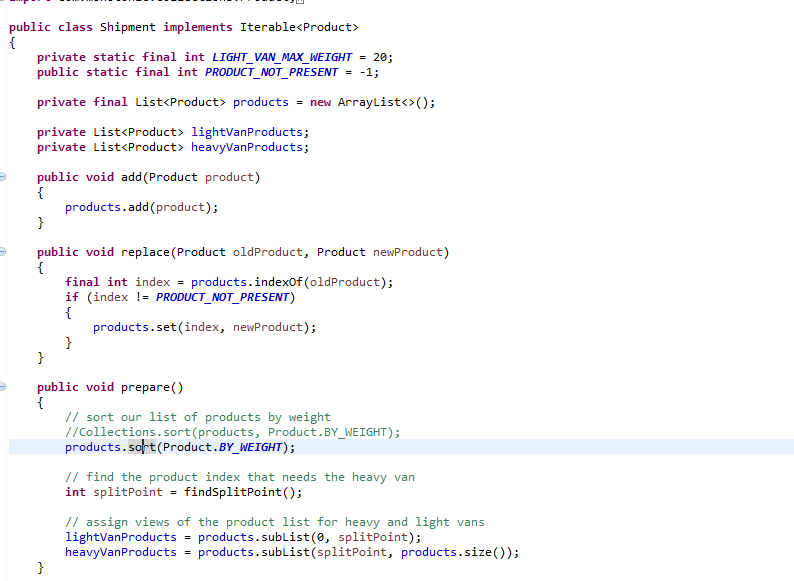 public class Shipment implements Iterable<Product>
{
    private static final int LIGHT_VAN_MAX_WEIGHT = 20;
    public static final int PRODUCT_NOT_PRESENT = -1;
    private final List<Product> products = new ArrayList<>();
    private List<Product> lightVanProducts;
    private List<Product> heavyVanProducts;
    public void add(Product product)
    {
        products.add(product);
    }
    public void replace(Product oldProduct, Product newProduct)
    {
        final int index = products.indexOf(oldProduct);
        if (index != PRODUCT_NOT_PRESENT)
        {
            products.set(index, newProduct);
        }
    }
    public void prepare()
    {
        // sort our list of products by weight
        //Collections.sort(products, Product.BY_WEIGHT);
        products.sort(Product.BY_WEIGHT);
        // find the product index that needs the heavy van
        int splitPoint = findSplitPoint();
        // assign views of the product list for heavy and light vans
        lightVanProducts = products.subList(0, splitPoint);
        heavyVanProducts = products.subList(splitPoint, products.size());
    }